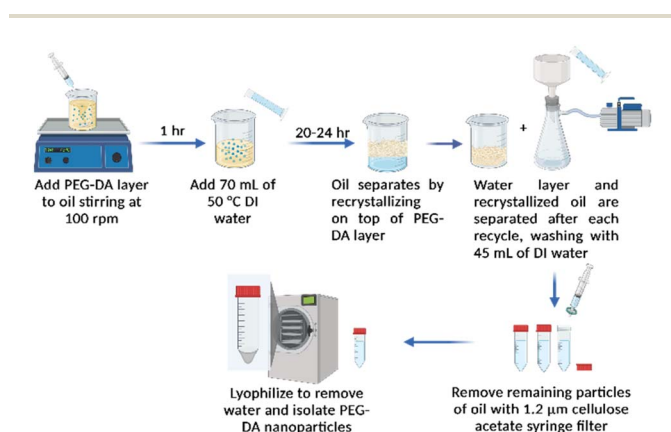 1 hr
20-24 hr
+
Add PEG-DA layer
to oil stirring at
100 rpm
Add 70 mL of
50 °C DI
water
Oil separates by
recrystallizing
on top of PEG-
DA layer
Water layer and
recrystallized oil are
separated after each
recycle, washing with
45 mL of DI water
Lyophilize to remove
water and isolate PEG-
DA nanoparticles
Remove remaining particles
of oil with 1.2 μm cellulose
acetate syringe filter